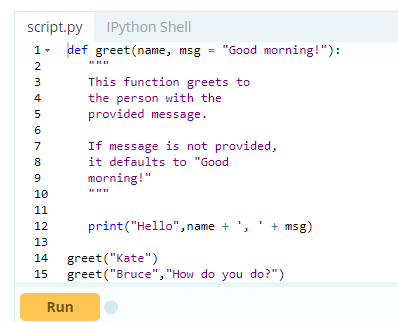 script.py IPython Shell
1 def greet(name, msg = "Good morning!"):
2 """
3 This function greets to
4 the person with the
5 provided message.
6
7 If message is not provided,
8 it defaults to "Good
9 morning!"
10 """
11
12 print("Hello",name + ', ' + msg)
13
14 greet("Kate")
15 greet("Bruce","How do you do?")
Run